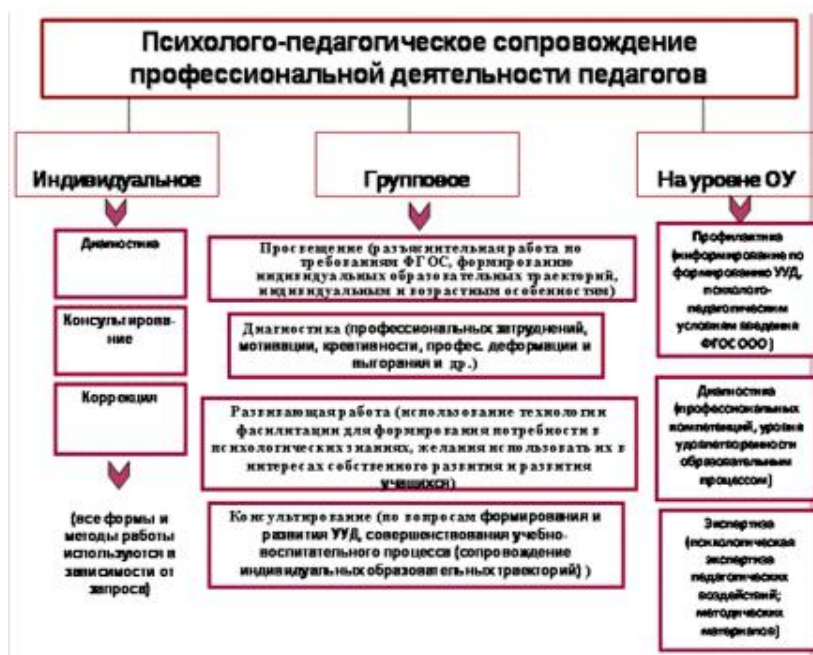 Психолого-педагогическое сопровождение
профессиональной деятельности педагогов
Индивидуальное
Диагностика
Консультирова-
ние
Коррекция
(все формы и
методы работы
используются в
зависимости от
запроса)
Групповое
Просвещение (разъяснительная работа по
требованиям ФГОС, формированию
индивидуальных образовательных траекторий,
индивидуальным и возрастным особенностям)
Диагностика (профессиональных затруднений,
мотивации, креативности, профес. деформации и
выгорания и др.)
Развивающая работа (использование технологии
фасилитации для формирования потребности в
психологических знаниях, желания использовать их в
интересах собственного развития и развития
учащихся)
Консультирование (по вопросам формирования и
развития УУД, совершенствования учебно-
воспитательного процесса (сопровождение
индивидуальных образовательных траекторий) )
На уровне ОУ
Профилактика
(информирование по
формированию УУД,
психолого-
педагогическим
условиям введения
ФГОС ООО)
Диагностика
(профессиональных
компетенций, уровня
удовлетворенности
образовательным
процессом)
Экспертиза
(психологическая
экспертиза
педагогических
воздействий;
методических
материалов)